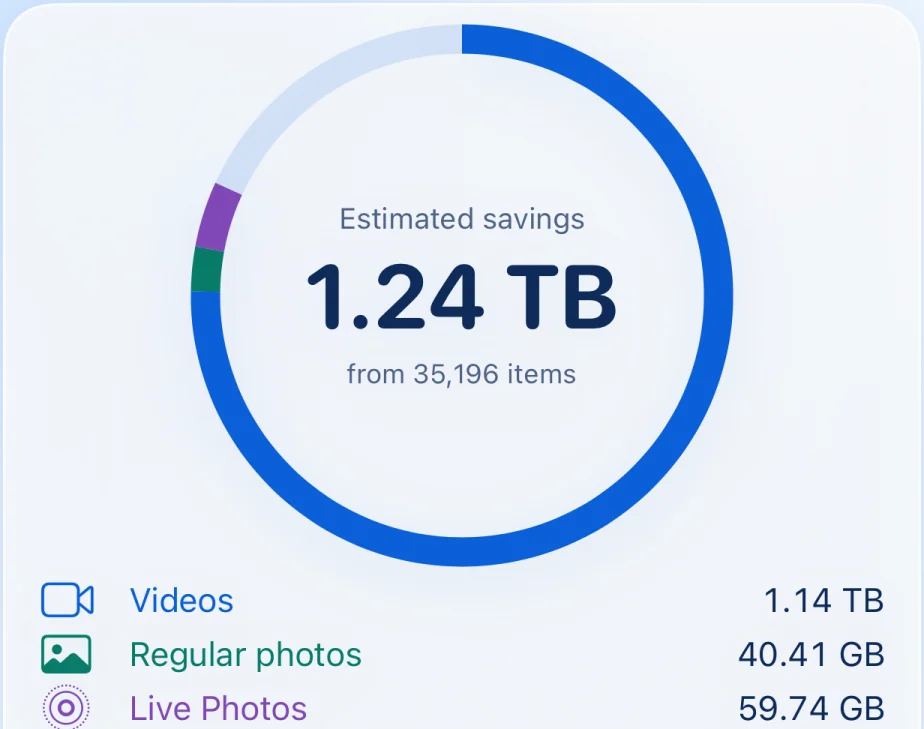 Estimated savings
1.24 TB
from 35,196 items
Videos 1.14 TB
Regular photos 40.41 GB
Live Photos 59.74 GB